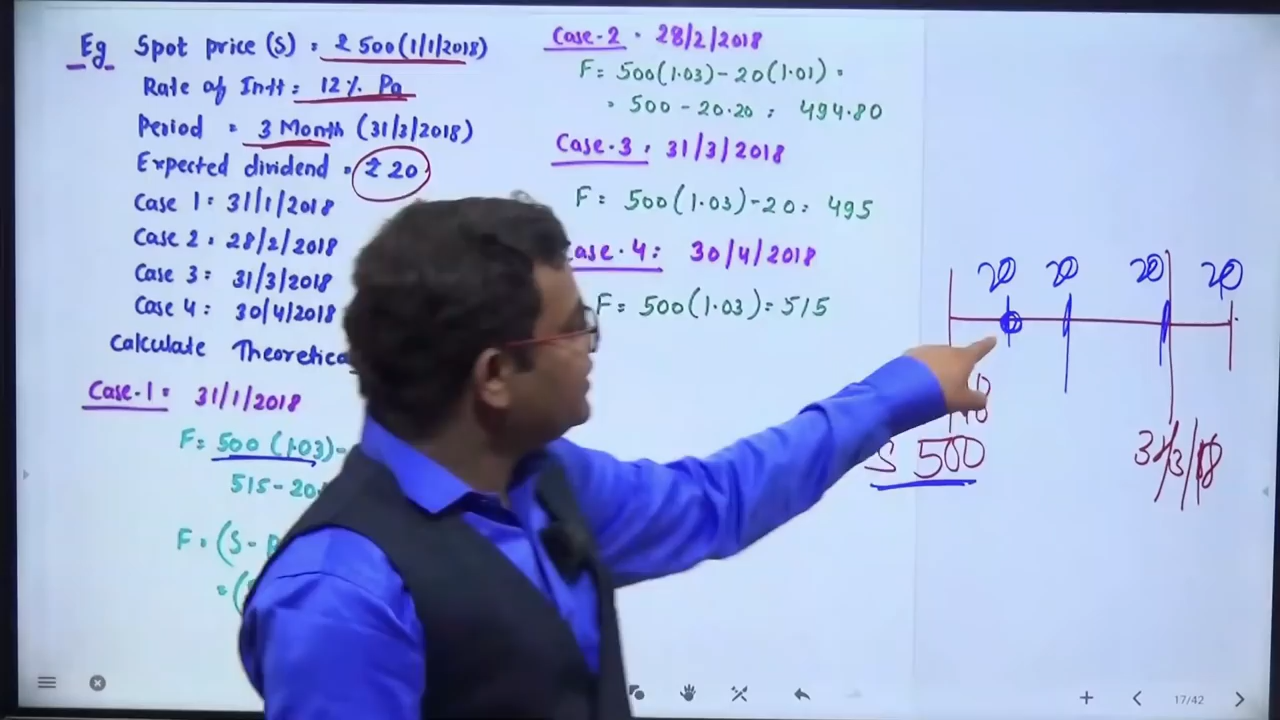 Eg Spot price (S) = ₹ 500 (1/1/2018)
Rate of Intt = 12% Pa
Period = 3 Month (31/3/2018)
Expected dividend = ₹ 20
Case 1 = 31/1/2018
Case 2 = 28/2/2018
Case 3 = 31/3/2018
Case 4 = 30/4/2018
Calculate Theoretica
Case-1 = 31/1/2018
F = 500 (1.03) -
515 - 20.
F = (S -
= (
Case-2 = 28/2/2018
F = 500 (1.03) - 20 (1.01) =
= 500 - 20.20 = 494.80
Case-3 = 31/3/2018
F = 500 (1.03) - 20 = 495
ase-4 = 30/4/2018
F = 500 (1.03) = 515
20 20 20 20
S 500
31/3/18
17/42